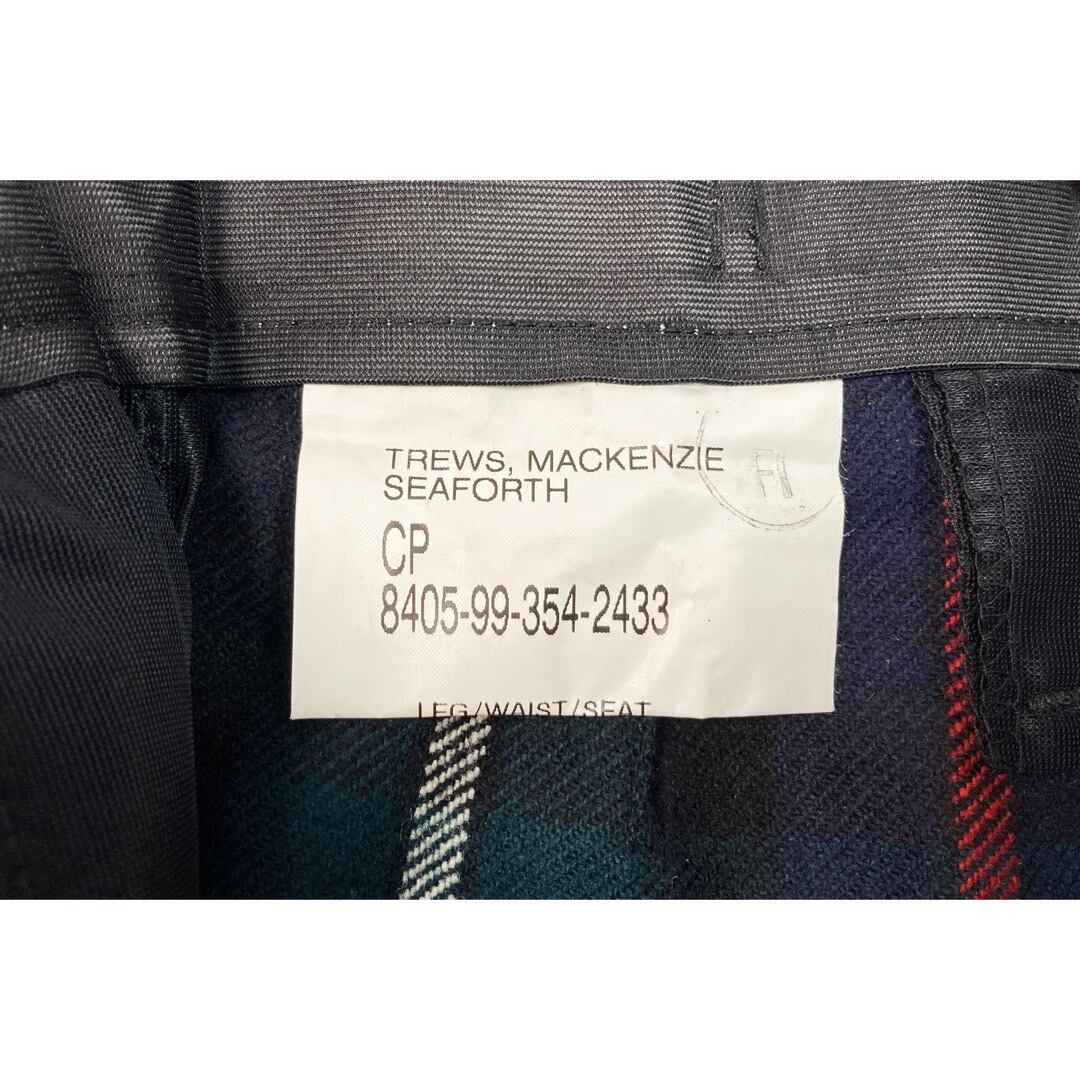 TREWS, MACKENZIE
SEAFORTH
CP
8405-99-354-2433
LEG/WAIST/SEAT